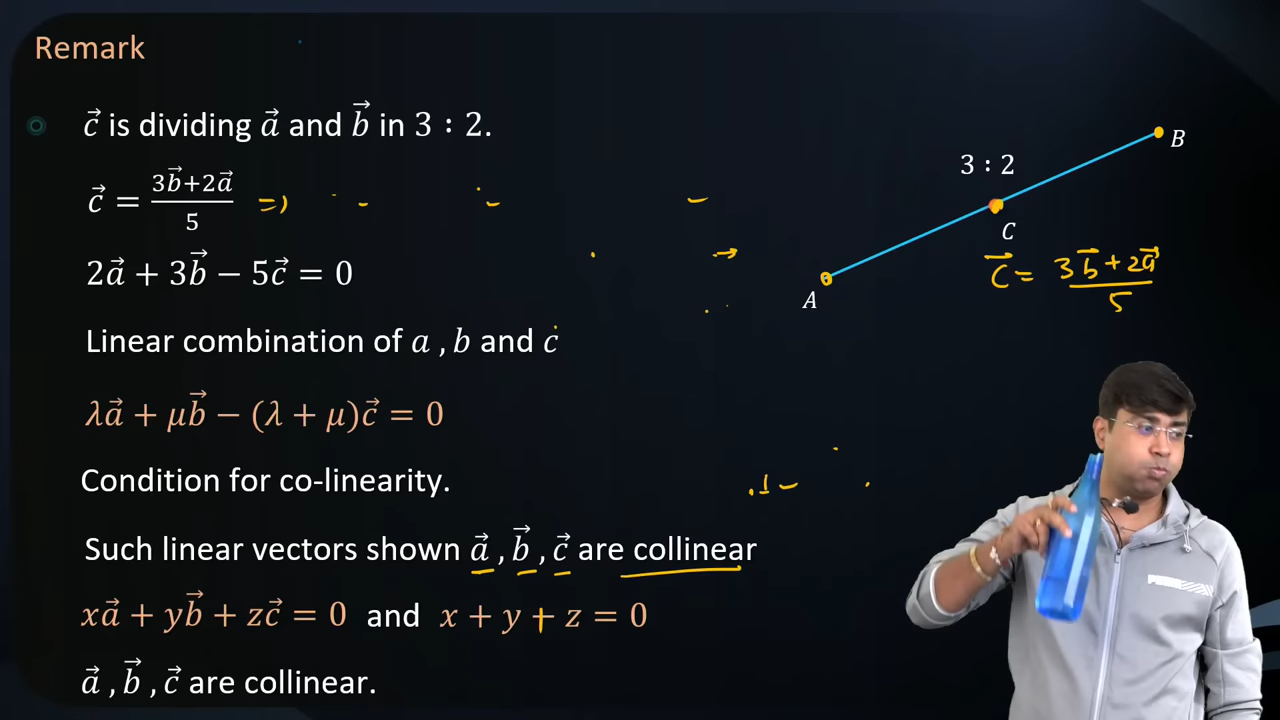 Remark
c⃗ is dividing a⃗ and b⃗ in 3 : 2.
c⃗ = (3b⃗+2a⃗)/5 ⇒
2a⃗ + 3b⃗ − 5c⃗ = 0
Linear combination of a , b and c
λa⃗ + μb⃗ − (λ + μ)c⃗ = 0
Condition for co-linearity.
Such linear vectors shown a⃗ , b⃗ , c⃗ are collinear
xa⃗ + yb⃗ + zc⃗ = 0 and x + y + z = 0
a⃗ , b⃗ , c⃗ are collinear.
B
3 : 2
C
A
c⃗ = (3b⃗+2a⃗)/5